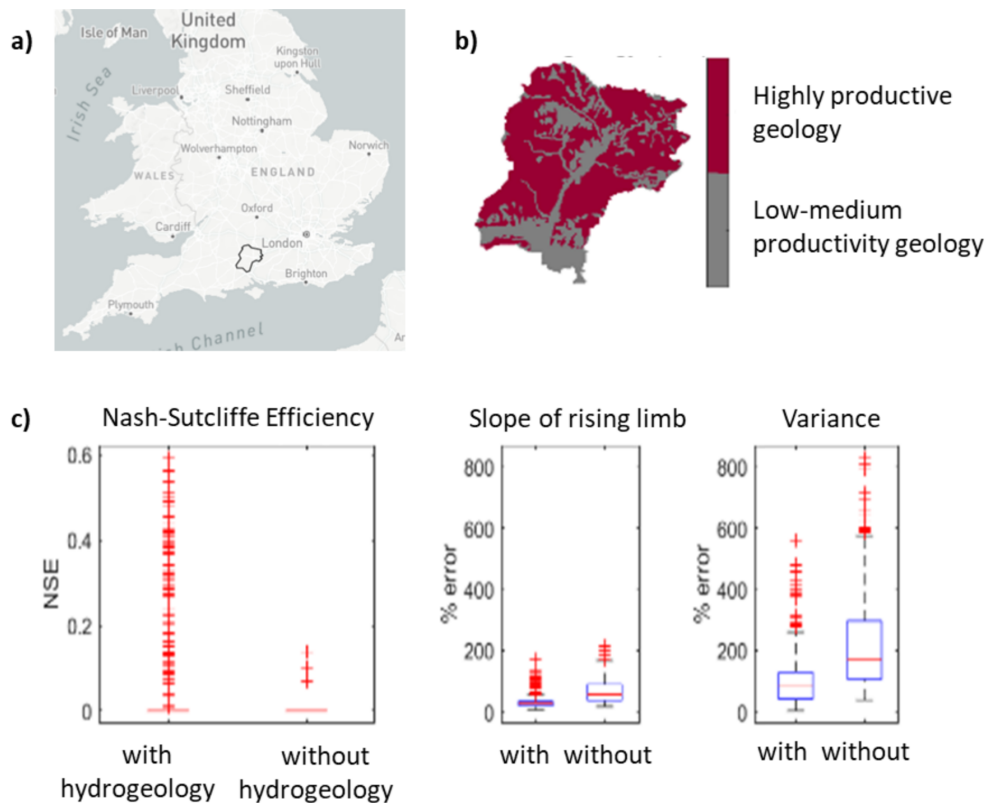 a)
United
Kingdom
Isle of Man
Kingston
upon Hull
Irish Sea
Liverpool
Sheffield
Nottingham
Norwich
Wolverhampton
WALES
ENGLAND
Oxford
Cardiff
London
Brighton
Plymouth
Channel
b)
Highly productive
geology
Low-medium
productivity geology
c)
Nash-Sutcliffe Efficiency
NSE
0.6
0.4
0.2
0
with
hydrogeology
without
hydrogeology
Slope of rising limb
% error
800
600
400
200
0
with
without
Variance
% error
800
600
400
200
0
with
without